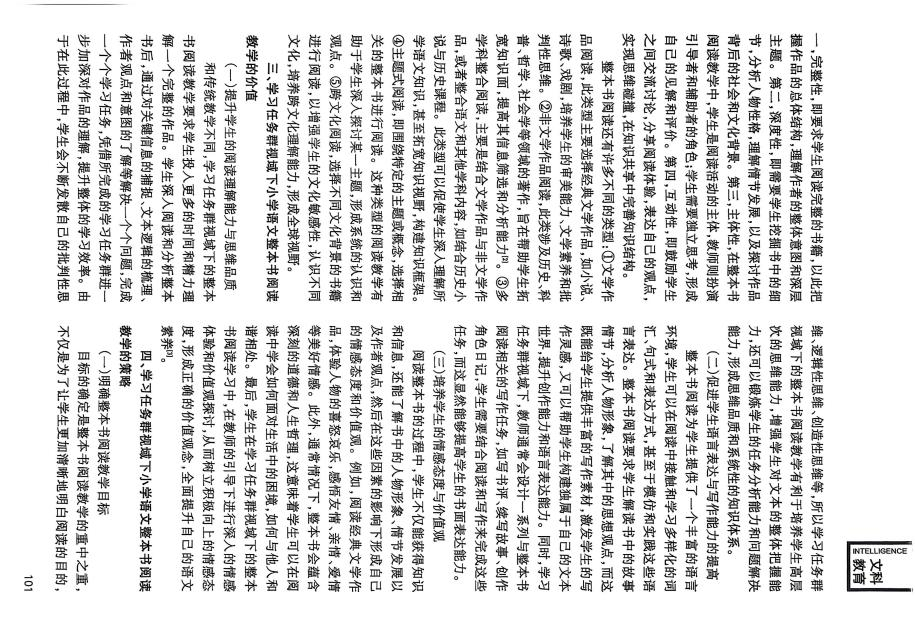 INTELLIGENCE
文科
教育
一，完整性，即要求学生阅读完整的书籍，以此把
握作品的总体结构，理解作者的整体意图和深层
主题。第二，深度性，即需要学生挖掘书中的细
节，分析人物性格，理解情节发展，以及探讨作品
背后的社会和文化背景。第三，主体性，在整本书
阅读教学中，学生是阅读活动的主体，教师则扮演
引导者和辅助者的角色；学生需要独立思考，形成
自己的见解和评价。第四，互动性，即鼓励学生
之间交流讨论，分享阅读体验，表达自己的观点，
实现思维碰撞，在知识共享中完善知识结构。
整本书阅读还有许多不同的类型：①文学作
品阅读，此类型主要选择经典文学作品，如小说、
诗歌、戏剧，培养学生的审美能力、文学素养和批
判性思维。②非文学作品阅读，此类涉及历史、科
普、哲学、社会科学等领域的著作，旨在帮助学生拓
宽知识面，提高其信息筛选和分析能力[2]。③多
学科整合阅读，主要是结合文学作品与非文学作
品，或者整合语文和其他学科内容，如结合历史小
说与历史课程。此类型可以促使学生深入理解所
学语文知识，甚至拓宽知识视野，构建知识框架。
④主题式阅读，即围绕特定的主题或概念，选择相
关的整本书进行阅读。这种类型的阅读教学有
助于学生深入探讨某一主题，形成系统的认识和
观点。⑤跨文化阅读，选择不同文化背景的书籍
进行阅读，以增强学生的文化敏感性，认识不同
文化，培养跨文化理解能力，形成全球视野。
三、学习任务群视域下小学语文整本书阅读
教学的价值
（一）提升学生的阅读理解能力与思维品质
和传统教学不同，学习任务群视域下的整本
书阅读教学要求学生投入更多的时间和精力理
解一个完整的作品。学生深入阅读和分析整本
书后，通过对关键信息的捕捉、文本逻辑的梳理、
作者观点和意图的了解等解决一个个问题，完成
一个个学习任务，凭借所完成的学习任务群进一
步加深对作品的理解，提升整体的学习效率。由
于在此过程中，学生会不断发散自己的批判性思
维、逻辑性思维、创造性思维等，所以学习任务群
视域下的整本书阅读教学有利于培养学生高层
次的思维能力，增强学生对文本的整体把握能
力，还可以锻炼学生的任务分析能力和问题解决
能力，形成思维品质和系统性的知识体系。
（二）促进学生语言表达与写作能力的提高
整本书阅读为学生提供了一个丰富的语言
环境，学生可以在阅读中接触和学习多样化的词
汇、句式和表达方式，甚至于模仿和实践这些语
言表达。整本书阅读要求学生解读书中的故事
情节，分析人物形象，了解其中的思想观点，而这
既能给学生提供丰富的写作素材，激发学生的写
作灵感，又可以帮助学生构建独属于自己的文本
世界，提升创作能力和语言表达能力。同时，学习
任务群视域下，教师通常会设计一系列与整本书
阅读相关的写作任务，如写书评、续写故事、创作
角色日记，学生需要结合阅读和写作来完成这些
任务，而这显然能够提高学生的书面表达能力。
（三）培养学生的情感态度与价值观
阅读整本书的过程中，学生不仅能获得知识
和信息，还能了解书中的人物形象、情节发展以
及作者观点，然后在这些因素的影响下形成自己
的情感态度和价值观。例如，阅读经典文学作
品，体验人物的喜怒哀乐，感悟友情、亲情、爱情
等美好情感。此外，通常情况下，整本书会蕴含
深刻的道德和人生哲理，这意味着学生可以在阅
读中学会如何面对生活中的困境，如何与他人和
谐相处。最后，学生在学习任务群视域下的整本
书阅读学习中，在教师的引导下进行深入的情感
体验和价值观探讨，从而树立积极向上的情感态
度，形成正确的价值观念，全面提升自己的语文
素养[3]。
四、学习任务群视域下小学语文整本书阅读
教学的策略
（一）明确整本书阅读教学目标
目标的确定是整本书阅读教学的重中之重，
不仅是为了让学生更加清晰地明白阅读的目的，
101